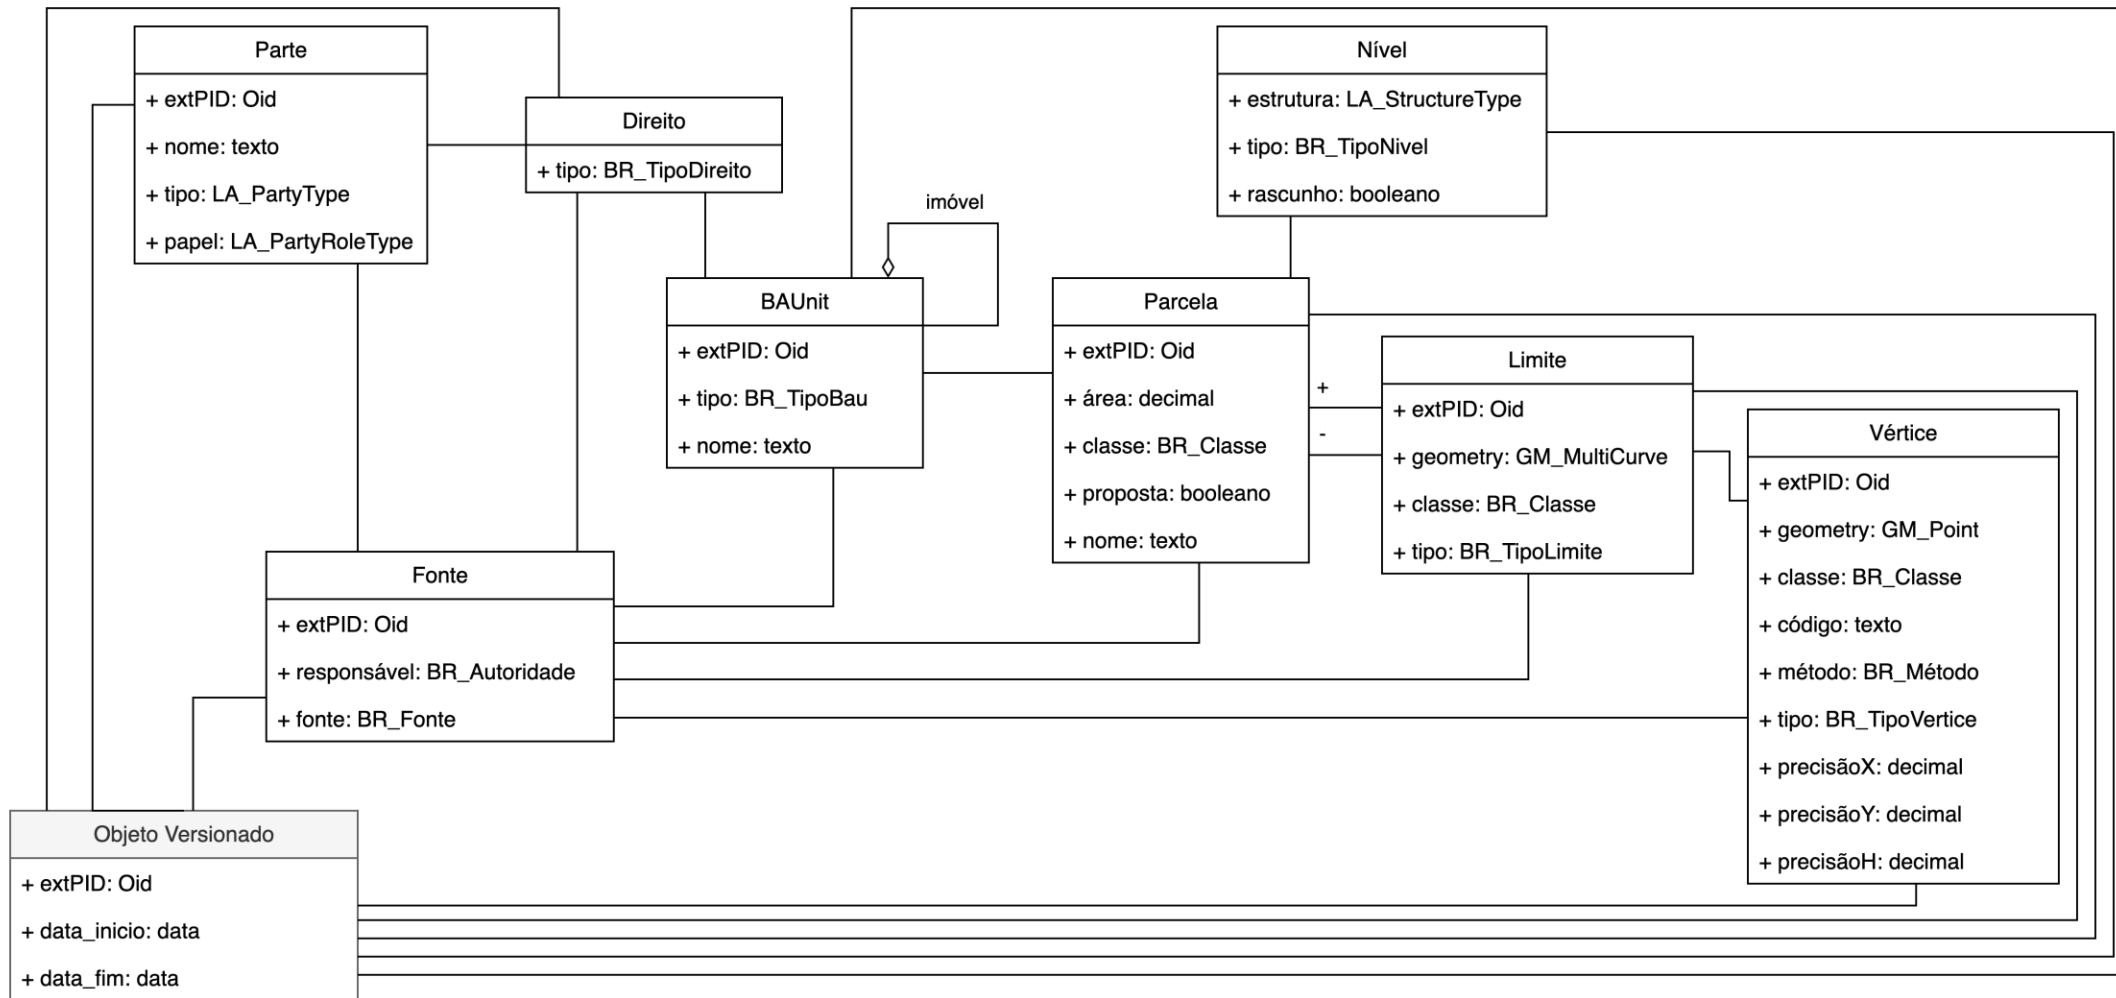 Parte
+ extPID: Oid
+ nome: texto
+ tipo: LA_PartyType
+ papel: LA_PartyRoleType
Direito
+ tipo: BR_TipoDireito
Nível
+ estrutura: LA_StructureType
+ tipo: BR_TipoNivel
+ rascunho: booleano
imóvel
BAUnit
+ extPID: Oid
+ tipo: BR_TipoBau
+ nome: texto
Parcela
+ extPID: Oid
+ área: decimal
+ classe: BR_Classe
+ proposta: booleano
+ nome: texto
+
-
Limite
+ extPID: Oid
+ geometry: GM_MultiCurve
+ classe: BR_Classe
+ tipo: BR_TipoLimite
Vértice
+ extPID: Oid
+ geometry: GM_Point
+ classe: BR_Classe
+ código: texto
+ método: BR_Método
+ tipo: BR_TipoVertice
+ precisãoX: decimal
+ precisãoY: decimal
+ precisãoH: decimal
Fonte
+ extPID: Oid
+ responsável: BR_Autoridade
+ fonte: BR_Fonte
Objeto Versionado
+ extPID: Oid
+ data_inicio: data
+ data_fim: data